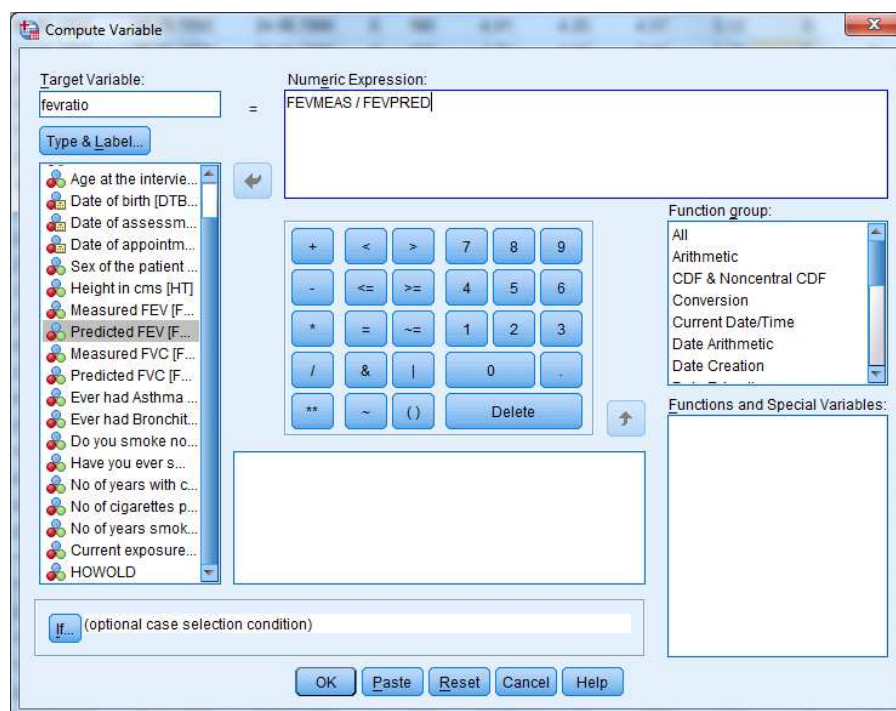 Compute Variable
Target Variable:
fevratio
=
Numeric Expression:
FEVMEAS / FEVPRED
Type & Label...
Age at the intervie...
Date of birth [DTB...
Date of assessm...
Date of appointm...
Sex of the patient ...
Height in cms [HT]
Measured FEV [F...
Predicted FEV [F...
Measured FVC [F...
Predicted FVC [F...
Ever had Asthma ...
Ever had Bronchit...
Do you smoke no...
Have you ever s...
No of years with c...
No of cigarettes p...
No of years smok...
Current exposure...
HOWOLD
+ < > 7 8 9
- <= >= 4 5 6
* = ~= 1 2 3
/ & | 0 .
** ~ ( ) Delete
Function group:
All
Arithmetic
CDF & Noncentral CDF
Conversion
Current Date/Time
Date Arithmetic
Date Creation
Functions and Special Variables:
If... (optional case selection condition)
OK Paste Reset Cancel Help